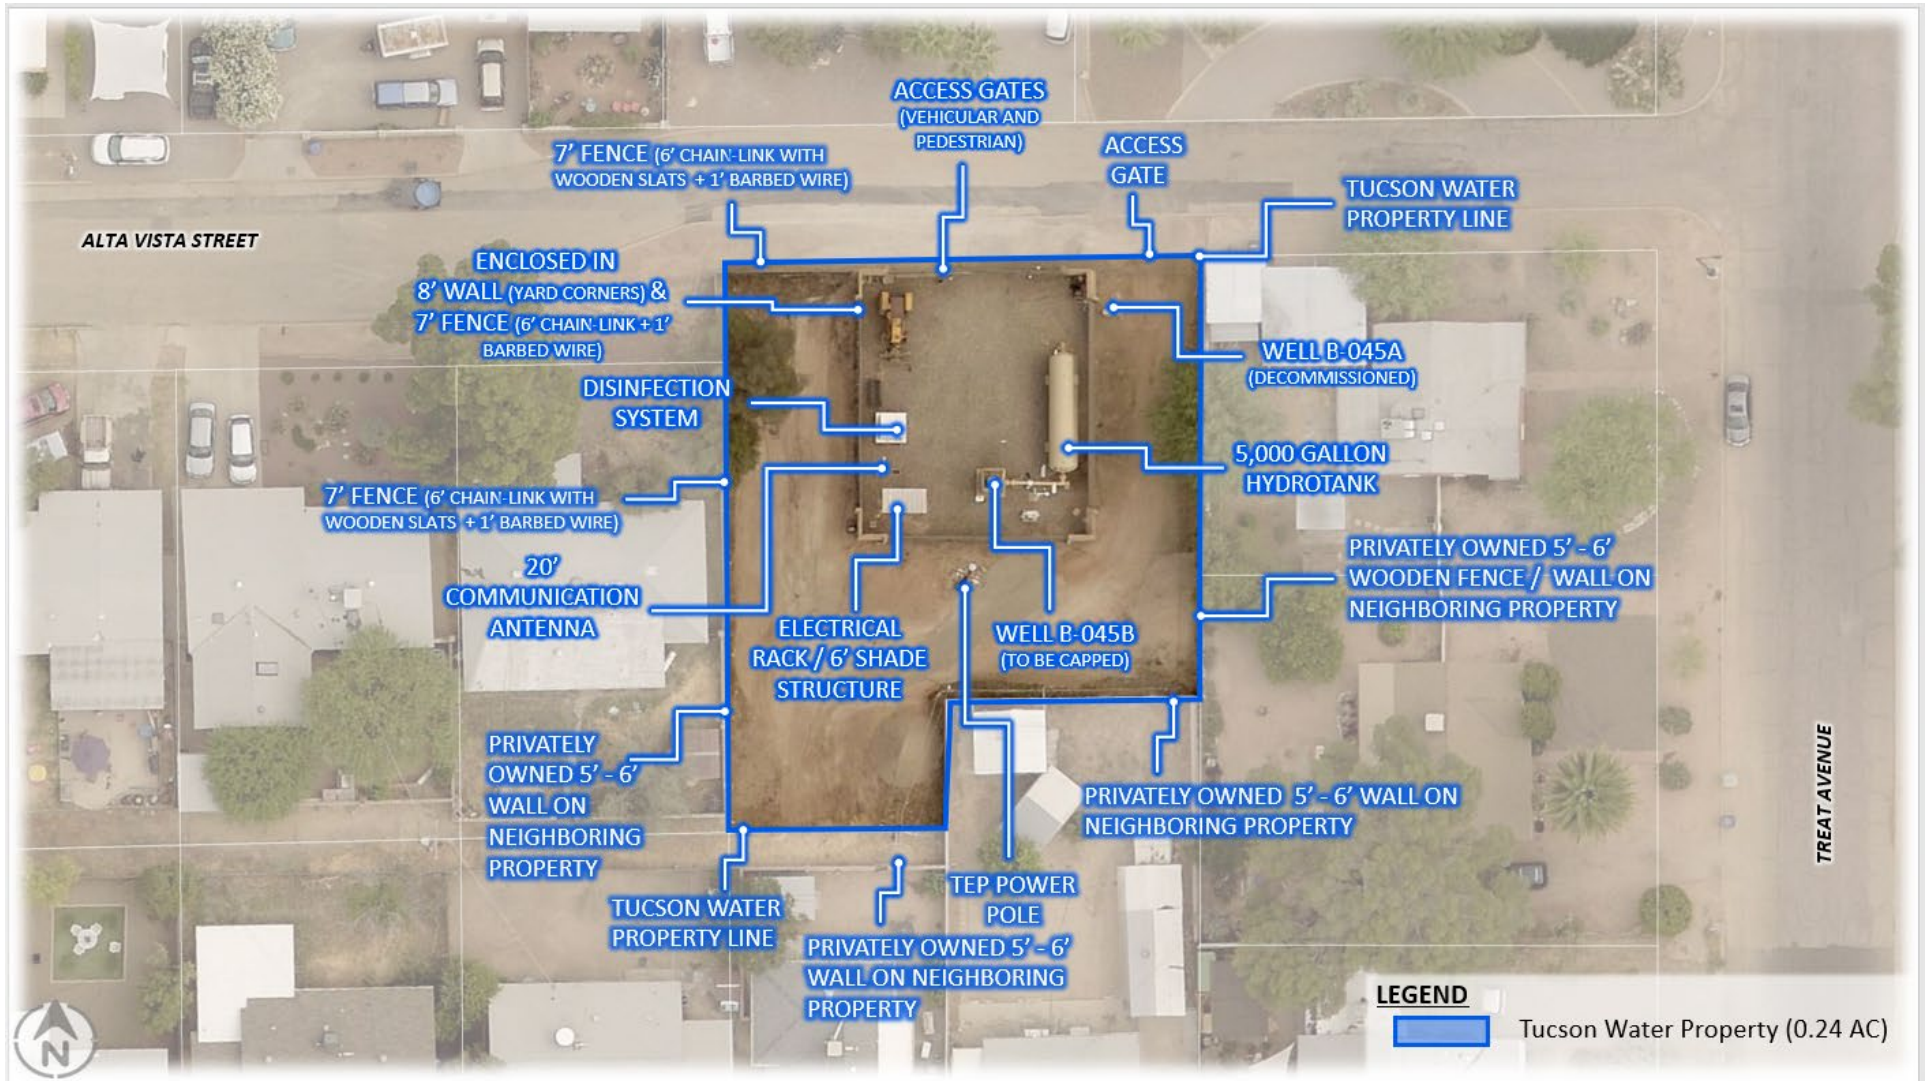 ACCESS GATES
(VEHICULAR AND
PEDESTRIAN)
7' FENCE (6' CHAIN-LINK WITH
WOODEN SLATS + 1' BARBED WIRE)
ACCESS
GATE
TUCSON WATER
PROPERTY LINE
ALTA VISTA STREET
ENCLOSED IN
8' WALL (YARD CORNERS) &
7' FENCE (6' CHAIN-LINK + 1'
BARBED WIRE)
WELL B-045A
(DECOMMISSIONED)
DISINFECTION
SYSTEM
5,000 GALLON
HYDROTANK
7' FENCE (6' CHAIN-LINK WITH
WOODEN SLATS + 1' BARBED WIRE)
20'
COMMUNICATION
ANTENNA
PRIVATELY OWNED 5' - 6'
WOODEN FENCE / WALL ON
NEIGHBORING PROPERTY
ELECTRICAL
RACK / 6' SHADE
STRUCTURE
WELL B-045B
(TO BE CAPPED)
PRIVATELY
OWNED 5' - 6'
WALL ON
NEIGHBORING
PROPERTY
PRIVATELY OWNED 5' - 6' WALL ON
NEIGHBORING PROPERTY
TREAT AVENUE
TUCSON WATER
PROPERTY LINE
TEP POWER
POLE
PRIVATELY OWNED 5' - 6'
WALL ON NEIGHBORING
PROPERTY
LEGEND
Tucson Water Property (0.24 AC)
N